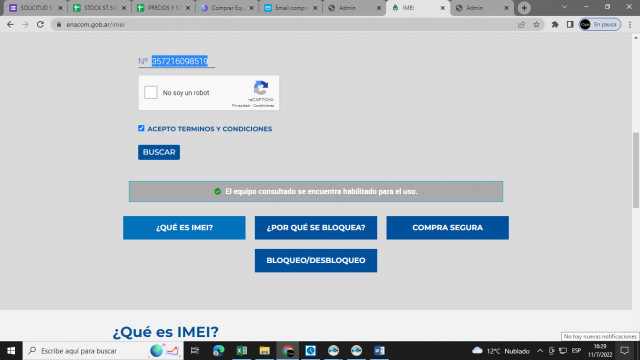 SOLICITUD S
STOCK ST SW
PRECIOS Y S
Comprar Equ
Email compo
Admin
IMEI
Admin
enacom.gob.ar/imei
En pausa
Nº 357216098519
No soy un robot
reCAPTCHA
Privacidad - Condiciones
ACEPTO TERMINOS Y CONDICIONES
BUSCAR
El equipo consultado se encuentra habilitado para el uso.
¿QUÉ ES IMEI?
¿POR QUÉ SE BLOQUEA?
COMPRA SEGURA
BLOQUEO/DESBLOQUEO
¿Qué es IMEI?
No hay nuevas notificaciones
Escribe aquí para buscar
12°C Nublado
ESP
16:29
11/7/2022